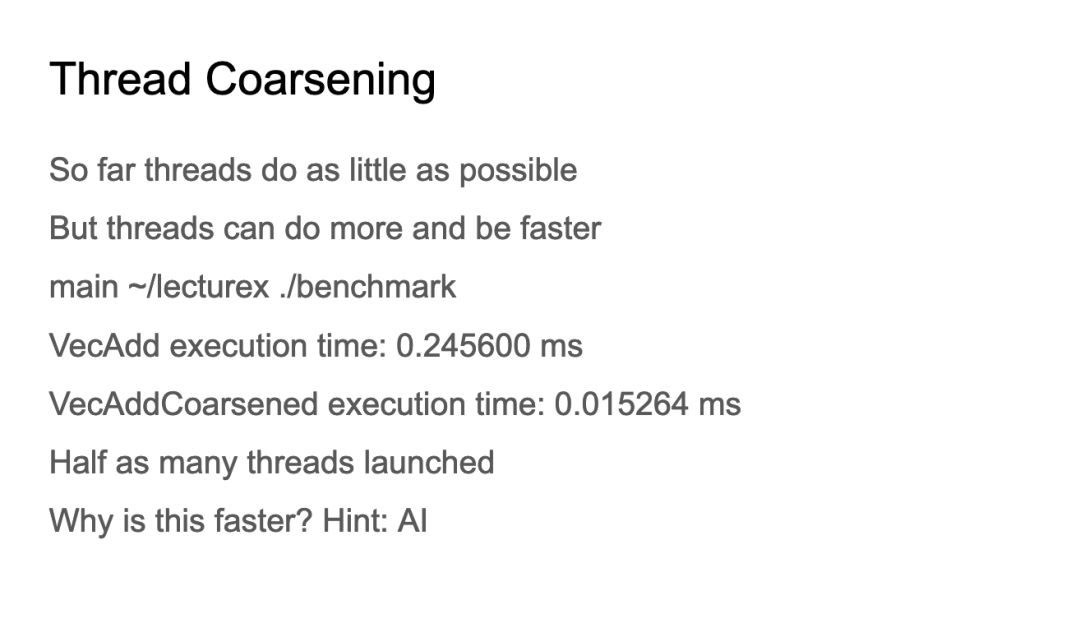 Thread Coarsening
So far threads do as little as possible
But threads can do more and be faster
main ~/lecturex ./benchmark
VecAdd execution time: 0.245600 ms
VecAddCoarsened execution time: 0.015264 ms
Half as many threads launched
Why is this faster? Hint: AI